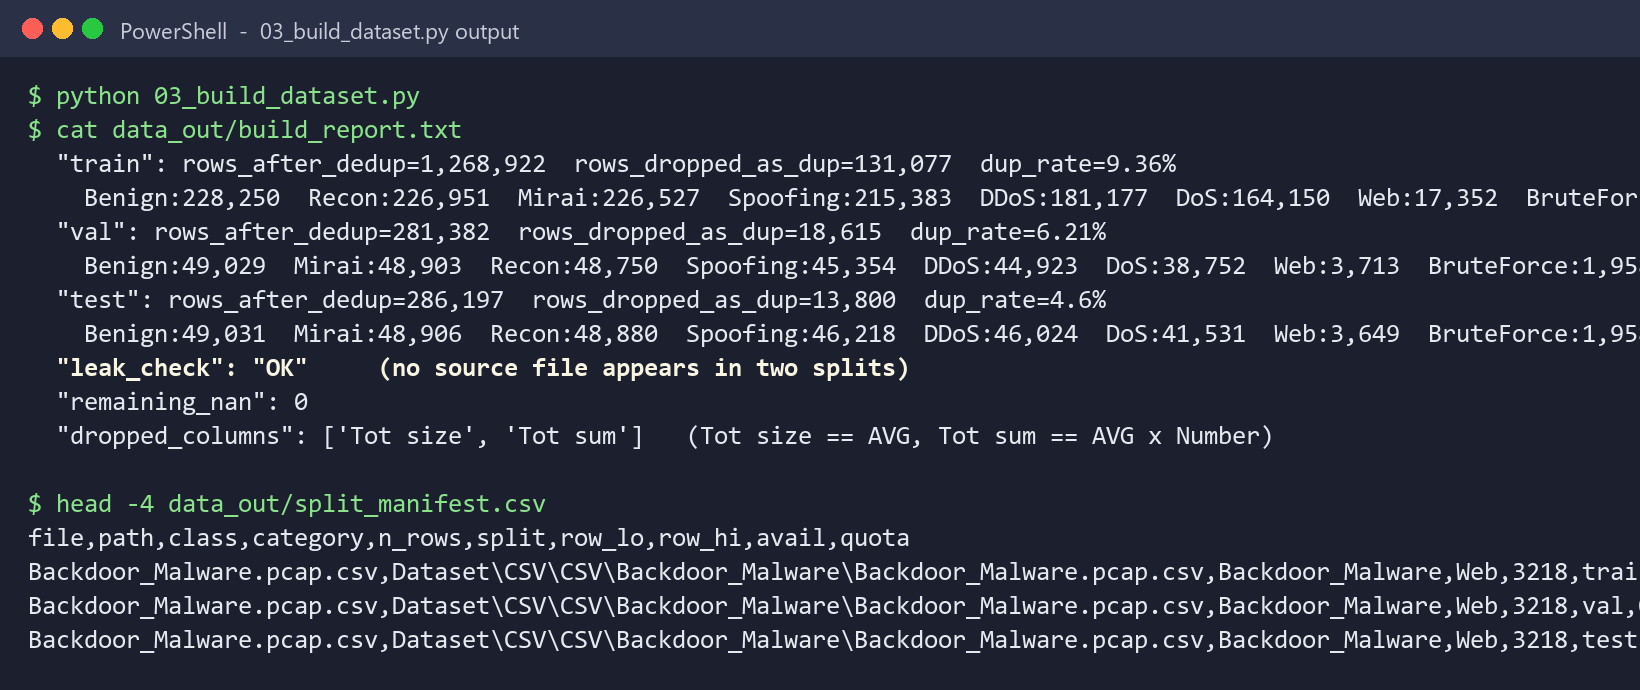 PowerShell - 03_build_dataset.py output
$ python 03_build_dataset.py
$ cat data_out/build_report.txt
"train": rows_after_dedup=1,268,922 rows_dropped_as_dup=131,077 dup_rate=9.36%
Benign:228,250 Recon:226,951 Mirai:226,527 Spoofing:215,383 DDoS:181,177 DoS:164,150 Web:17,352 BruteFor
"val": rows_after_dedup=281,382 rows_dropped_as_dup=18,615 dup_rate=6.21%
Benign:49,029 Mirai:48,903 Recon:48,750 Spoofing:45,354 DDoS:44,923 DoS:38,752 Web:3,713 BruteForce:1,95
"test": rows_after_dedup=286,197 rows_dropped_as_dup=13,800 dup_rate=4.6%
Benign:49,031 Mirai:48,906 Recon:48,880 Spoofing:46,218 DDoS:46,024 DoS:41,531 Web:3,649 BruteForce:1,95
"leak_check": "OK" (no source file appears in two splits)
"remaining_nan": 0
"dropped_columns": ['Tot size', 'Tot sum'] (Tot size == AVG, Tot sum == AVG x Number)
$ head -4 data_out/split_manifest.csv
file,path,class,category,n_rows,split,row_lo,row_hi,avail,quota
Backdoor_Malware.pcap.csv,Dataset\CSV\CSV\Backdoor_Malware\Backdoor_Malware.pcap.csv,Backdoor_Malware,Web,3218,trai
Backdoor_Malware.pcap.csv,Dataset\CSV\CSV\Backdoor_Malware\Backdoor_Malware.pcap.csv,Backdoor_Malware,Web,3218,val,
Backdoor_Malware.pcap.csv,Dataset\CSV\CSV\Backdoor_Malware\Backdoor_Malware.pcap.csv,Backdoor_Malware,Web,3218,test